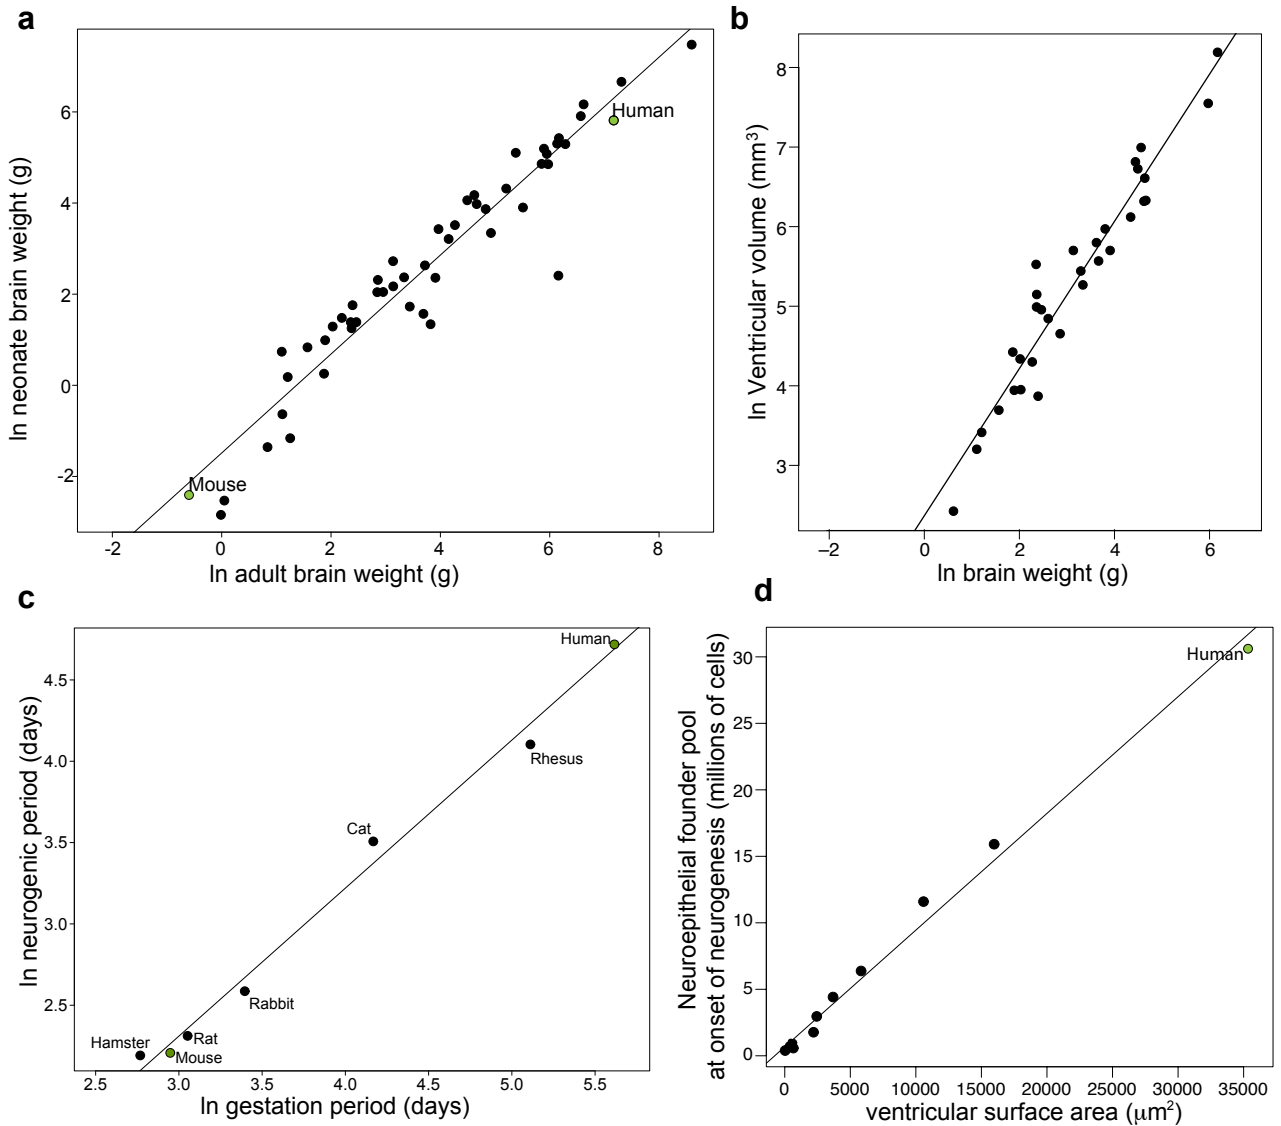 a
ln neonate brain weight (g)
6
4
2
0
-2
Human
Mouse
-2 0 2 4 6 8
ln adult brain weight (g)
b
ln Ventricular volume (mm3)
8
7
6
5
4
3
–2 0 2 4 6
ln brain weight (g)
c
ln neurogenic period (days)
4.5
4.0
3.5
3.0
2.5
Human
Rhesus
Cat
Rabbit
Hamster
Rat
Mouse
2.5 3.0 3.5 4.0 4.5 5.0 5.5
ln gestation period (days)
d
Neuroepithelial founder pool
at onset of neurogenesis (millions of cells)
30
25
20
15
10
5
0
Human
0 5000 10000 15000 20000 25000 30000 35000
ventricular surface area (μm2)